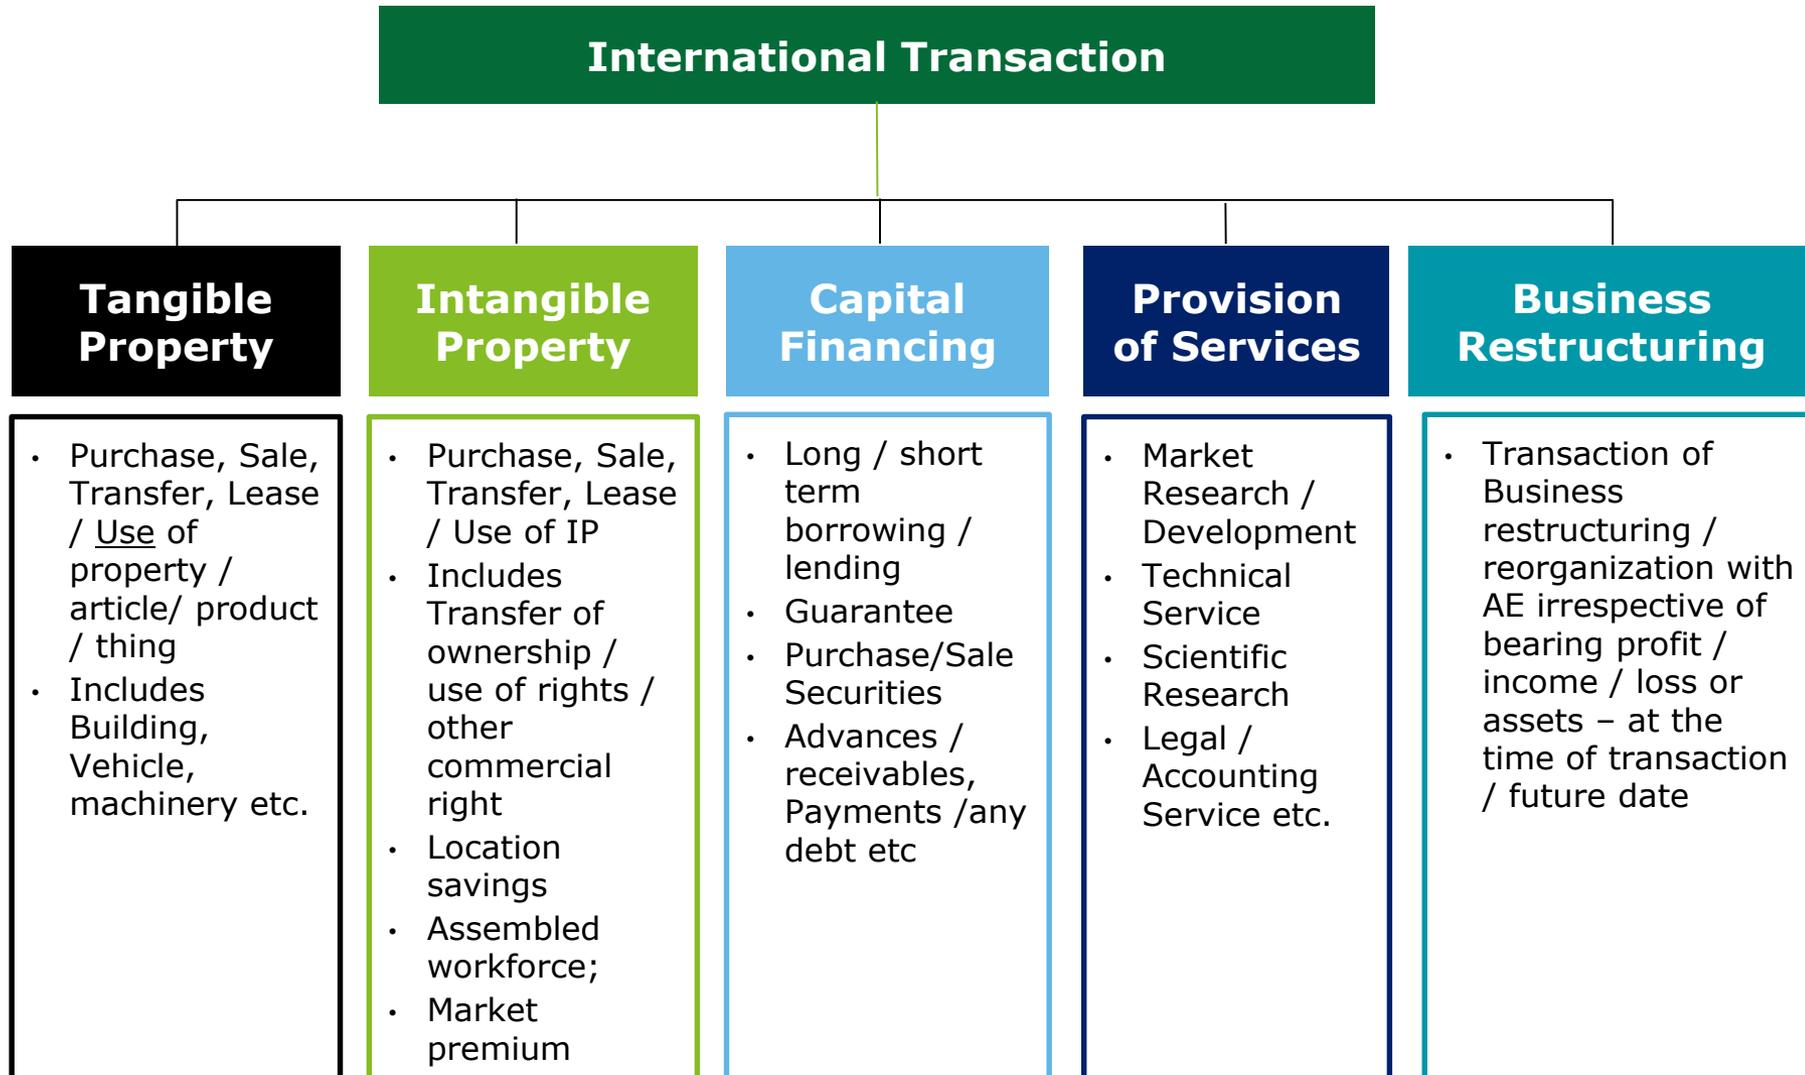 International Transaction
Tangible
Property
Intangible
Property
Capital
Financing
Provision
of Services
Business
Restructuring
• Purchase, Sale,
Transfer, Lease
/ Use of
property /
article/ product
/ thing
• Includes
Building,
Vehicle,
machinery etc.
• Purchase, Sale,
Transfer, Lease
/ Use of IP
• Includes
Transfer of
ownership /
use of rights /
other
commercial
right
• Location
savings
• Assembled
workforce;
• Market
premium
• Long / short
term
borrowing /
lending
• Guarantee
• Purchase/Sale
Securities
• Advances /
receivables,
Payments /any
debt etc
• Market
Research /
Development
• Technical
Service
• Scientific
Research
• Legal /
Accounting
Service etc.
• Transaction of
Business
restructuring /
reorganization with
AE irrespective of
bearing profit /
income / loss or
assets – at the
time of transaction
/ future date